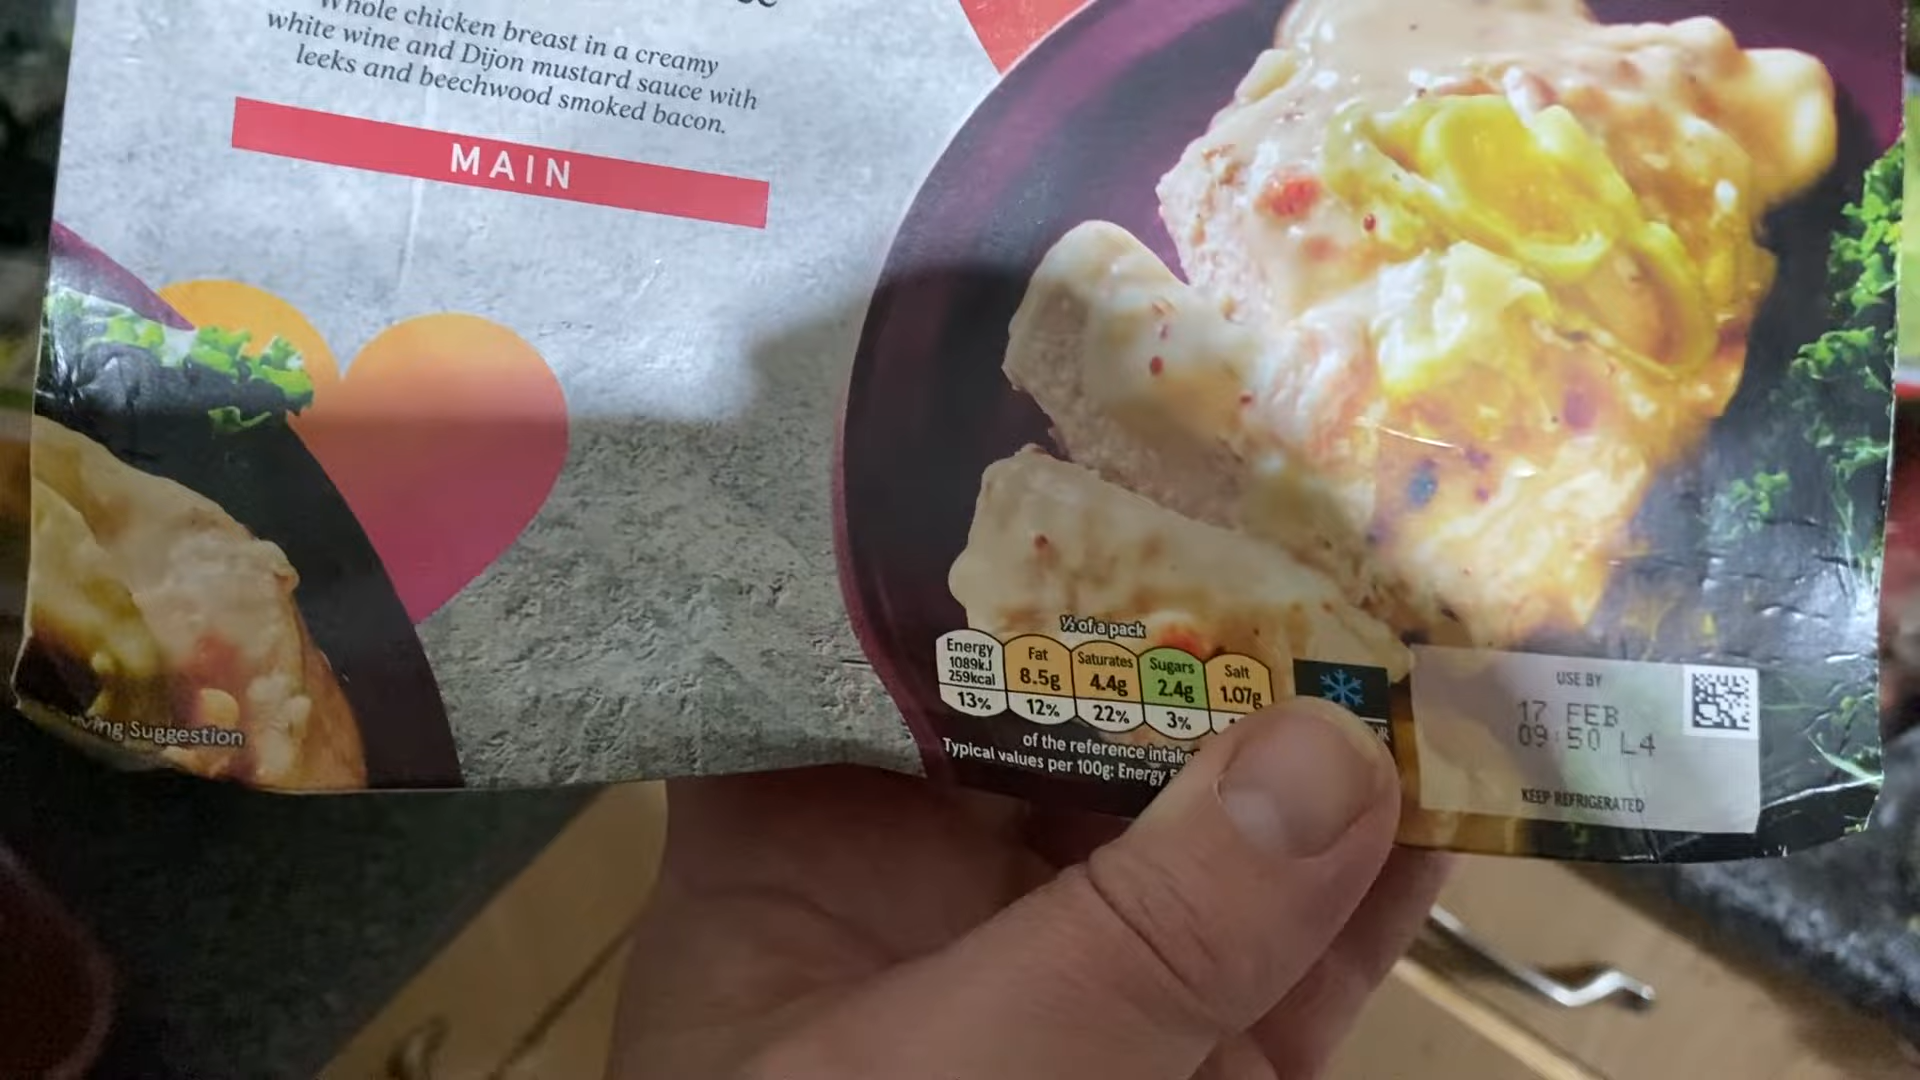 Whole chicken breast in a creamy
white wine and Dijon mustard sauce with
leeks and beechwood smoked bacon.
MAIN
Suggestion
½ of a pack
Energy
1089kJ
259kcal
13%
Fat
8.5g
12%
Saturates
4.4g
22%
Sugars
2.4g
3%
Salt
1.07g
of the reference intake
Typical values per 100g: Energy
USE BY
17 FEB
09:50 L4
KEEP REFRIGERATED